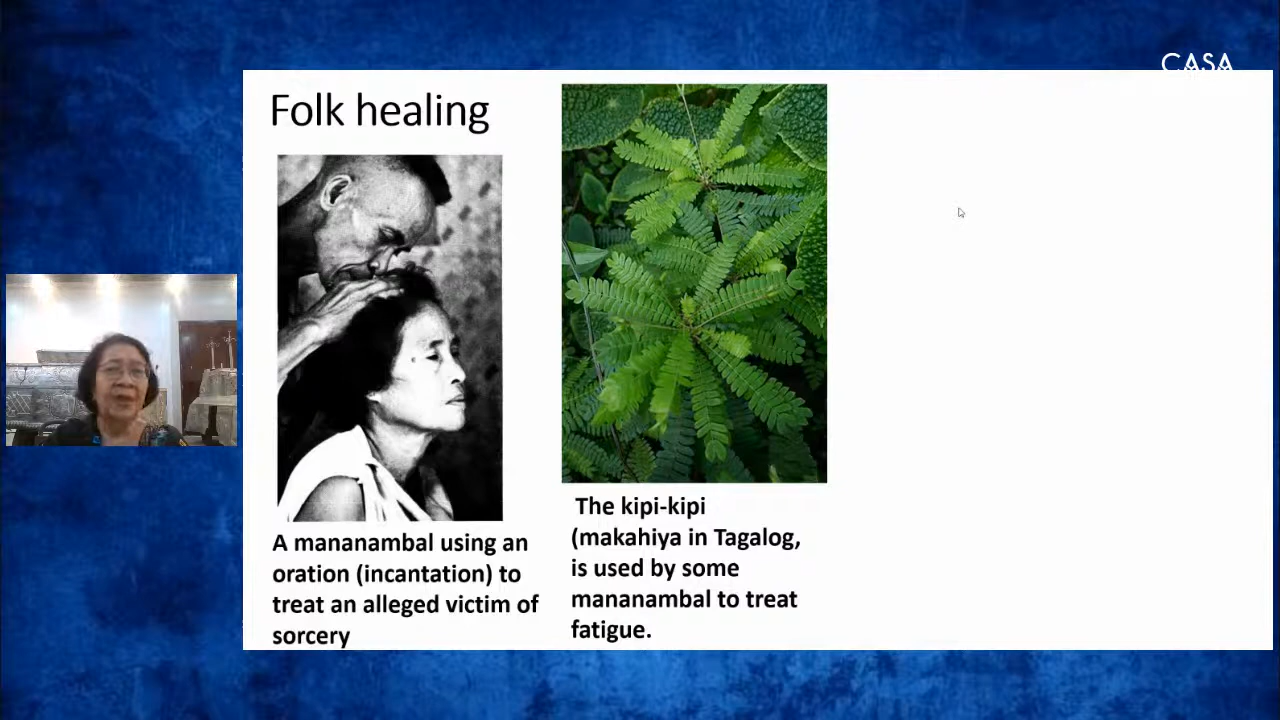 CASA
Folk healing
A mananambal using an
oration (incantation) to
treat an alleged victim of
sorcery
The kipi-kipi
(makahiya in Tagalog,
is used by some
mananambal to treat
fatigue.